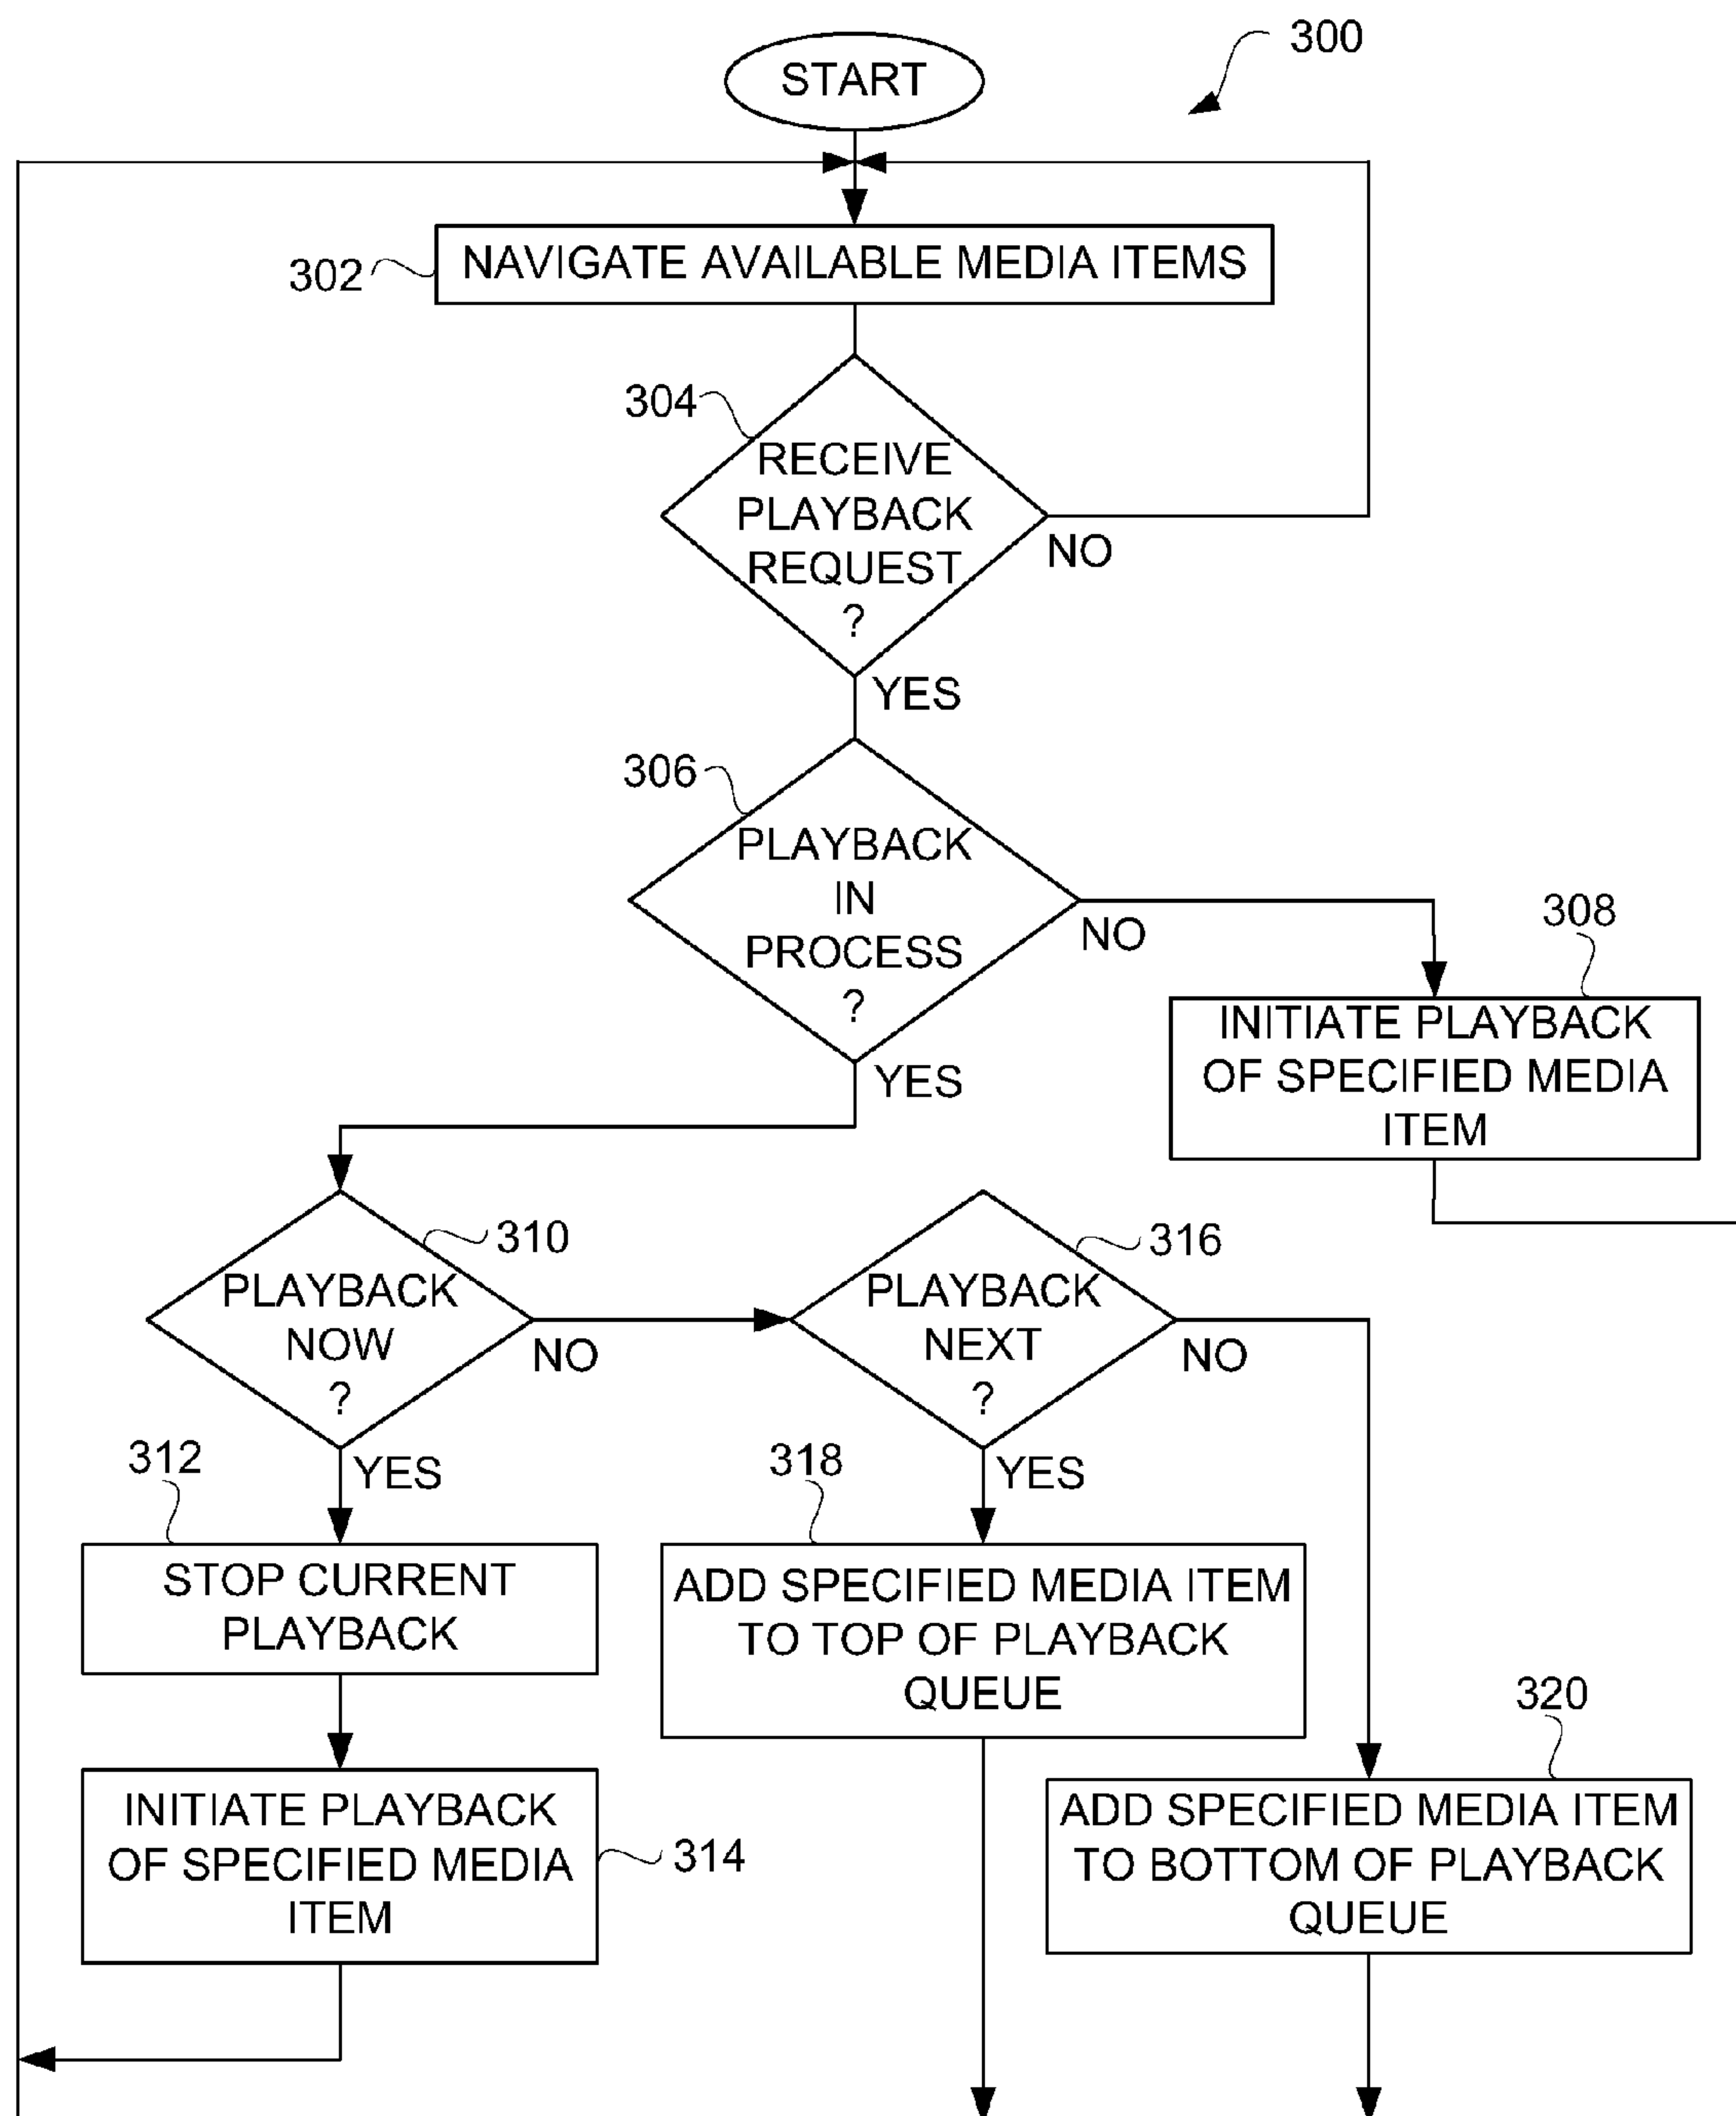 300
START
302
NAVIGATE AVAILABLE MEDIA ITEMS
304
RECEIVE
PLAYBACK
REQUEST
?
NO
YES
306
PLAYBACK
IN
PROCESS
?
NO
YES
308
INITIATE PLAYBACK
OF SPECIFIED MEDIA
ITEM
310
PLAYBACK
NOW
?
NO
YES
316
PLAYBACK
NEXT
?
NO
YES
312
STOP CURRENT
PLAYBACK
318
ADD SPECIFIED MEDIA ITEM
TO TOP OF PLAYBACK
QUEUE
314
INITIATE PLAYBACK
OF SPECIFIED MEDIA
ITEM
320
ADD SPECIFIED MEDIA ITEM
TO BOTTOM OF PLAYBACK
QUEUE